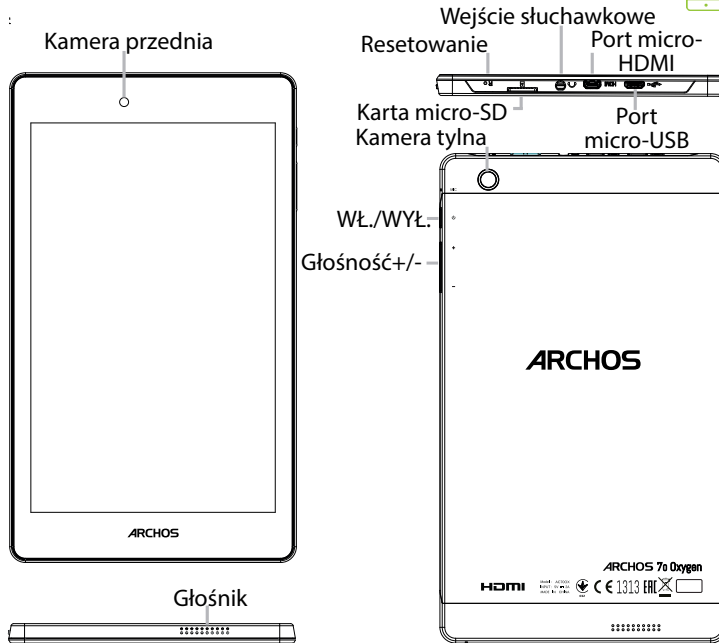 Kamera przednia
ARCHOS
Głośnik
Wejście słuchawkowe
Resetowanie
Port micro-
HDMI
Karta micro-SD
Port
micro-USB
Kamera tylna
WŁ./WYŁ.
Głośność+/-
ARCHOS
ARCHOS 70 Oxygen
HDMI
CE 1313 EAC